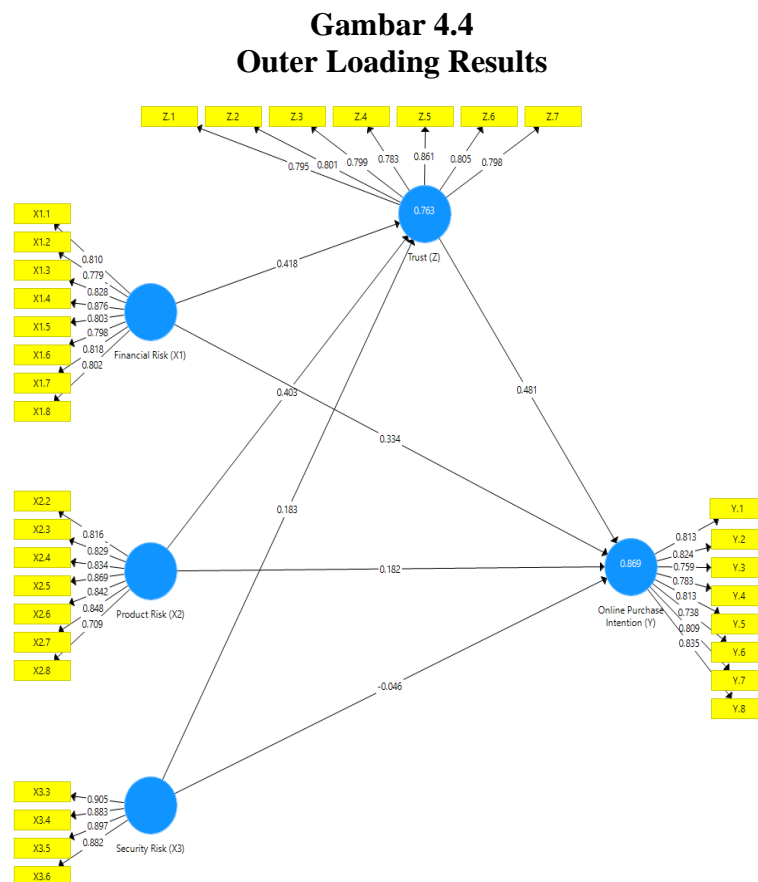 Gambar 4.4
Outer Loading Results
Z.1 Z.2 Z.3 Z.4 Z.5 Z.6 Z.7
0.795 0.801 0.799 0.783 0.861 0.805 0.798
0.763
Trust (Z)
X1.1
X1.2
X1.3
X1.4
X1.5
X1.6
X1.7
X1.8
0.810
0.779
0.828
0.876
0.803
0.798
0.818
0.802
Financial Risk (X1)
0.418
0.403
0.334
0.481
0.183
X2.2
X2.3
X2.4
X2.5
X2.6
X2.7
X2.8
0.816
0.829
0.834
0.869
0.842
0.848
0.709
Product Risk (X2)
0.182
-0.046
0.869
Online Purchase
Intention (Y)
0.813
0.824
0.759
0.783
0.813
0.738
0.809
0.835
Y.1
Y.2
Y.3
Y.4
Y.5
Y.6
Y.7
Y.8
X3.3
X3.4
X3.5
X3.6
0.905
0.883
0.897
0.882
Security Risk (X3)